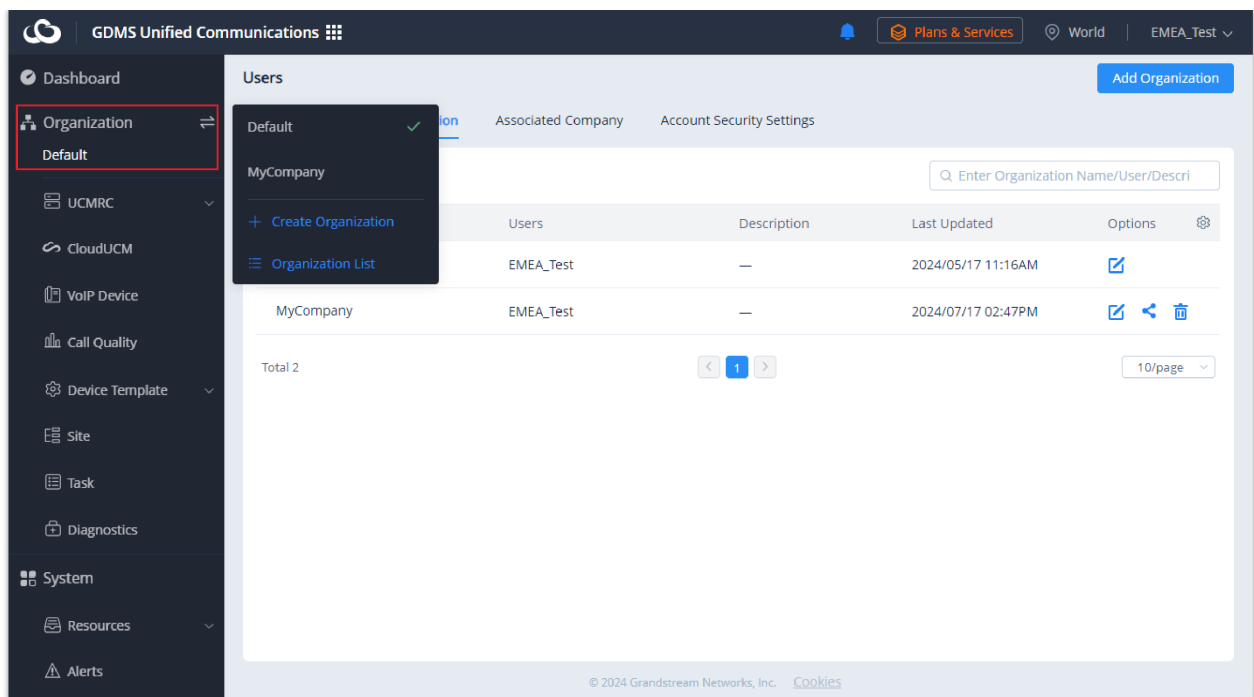 GDMS Unified Communications
Plans & Services
World
EMEA_Test
Dashboard
Organization
Default
UCMRC
CloudUCM
VoIP Device
Call Quality
Device Template
Site
Task
Diagnostics
System
Resources
Alerts
Users
Add Organization
Default
MyCompany
+ Create Organization
Organization List
ion
Associated Company
Account Security Settings
Enter Organization Name/User/Descri
Users Description Last Updated Options
EMEA_Test — 2024/05/17 11:16AM
MyCompany EMEA_Test — 2024/07/17 02:47PM
Total 2
< 1 >
10/page
© 2024 Grandstream Networks, Inc. Cookies